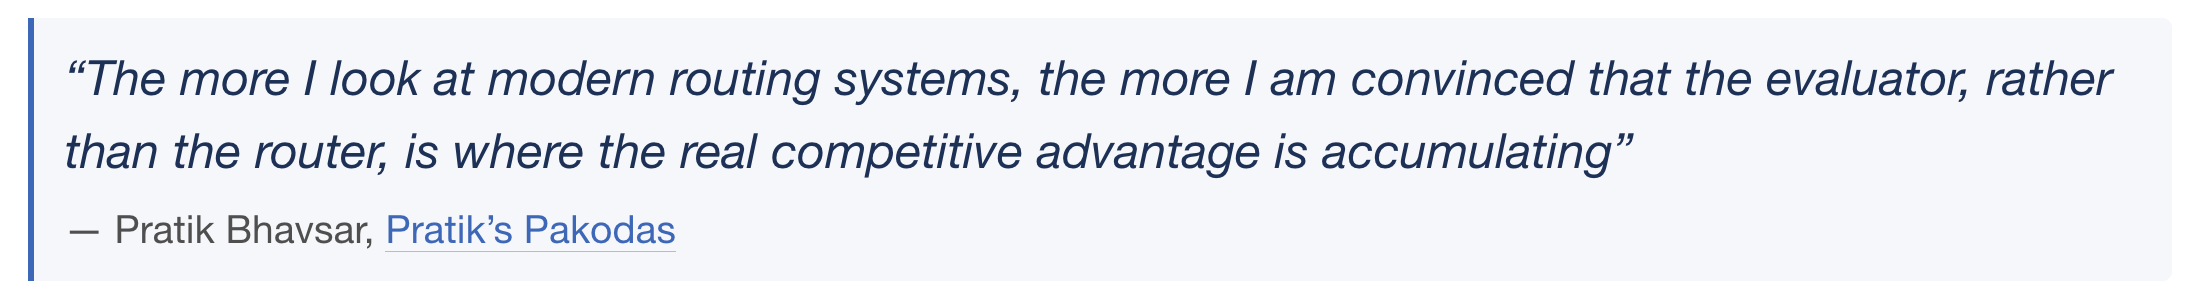 “The more I look at modern routing systems, the more I am convinced that the evaluator, rather
than the router, is where the real competitive advantage is accumulating”
— Pratik Bhavsar, Pratik’s Pakodas